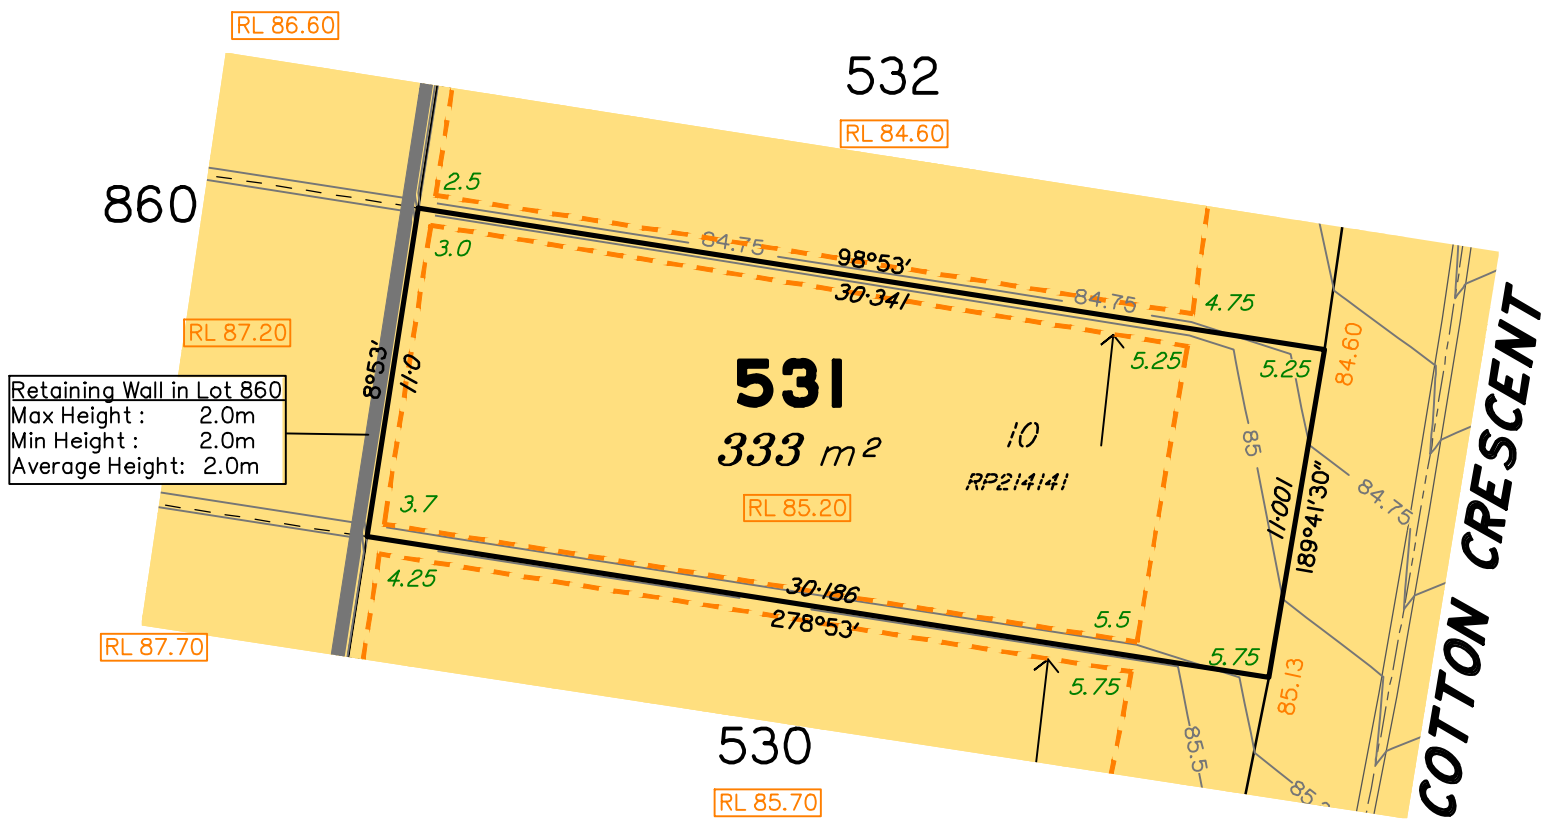 RL 86.60
532
RL 84.60
860
2.5
3.0
84.75
98°53′
30·341
84.75
4.75
RL 87.20
5.25
5.25
84.60
8°53′
11·0
Retaining Wall in Lot 860
Max Height : 2.0m
Min Height : 2.0m
Average Height: 2.0m
531
333 m²
10
RP214141
RL 85.20
85
84.75
11·001
189°41′30″
COTTON CRESCENT
3.7
4.25
30·186
278°53′
5.5
5.75
5.75
85.13
RL 87.70
530
85.5
RL 85.70